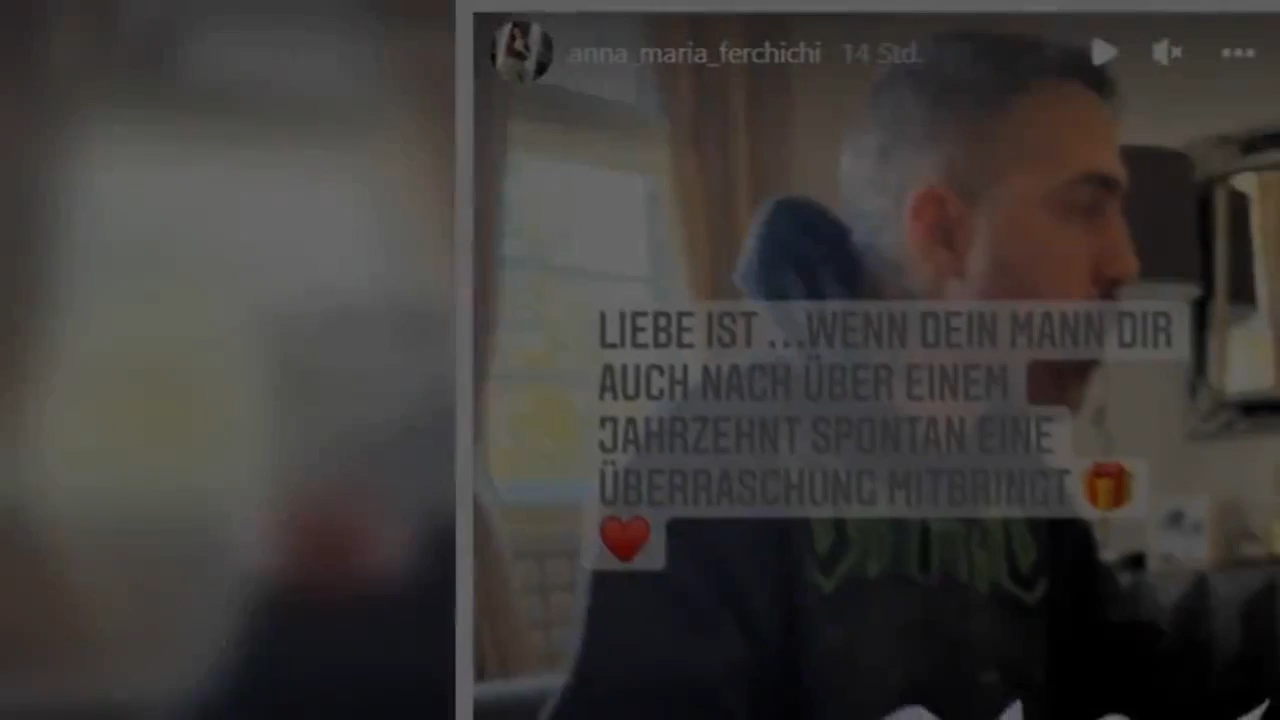 anna_maria_ferchichi 14 Std.
LIEBE IST ...WENN DEIN MANN DIR
AUCH NACH ÜBER EINEM
JAHRZEHNT SPONTAN EINE
ÜBERRASCHUNG MITBRINGT 🎁
❤️